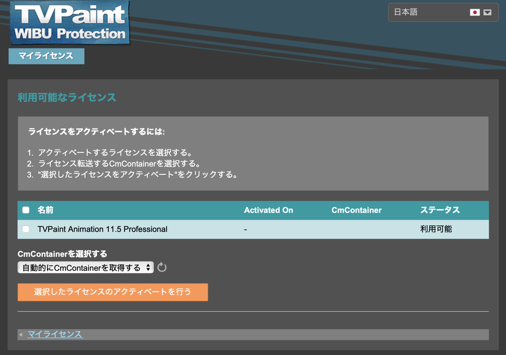 TVPaint
WIBU Protection
日本語
マイライセンス
利用可能なライセンス
ライセンスをアクティベートするには:
1. アクティベートするライセンスを選択する。
2. ライセンス転送するCmContainerを選択する。
3. "選択したライセンスをアクティベート"をクリックする。
名前 Activated On CmContainer ステータス
TVPaint Animation 11.5 Professional - 利用可能
CmContainerを選択する
自動的にCmContainerを取得する
選択したライセンスのアクティベートを行う
マイライセンス